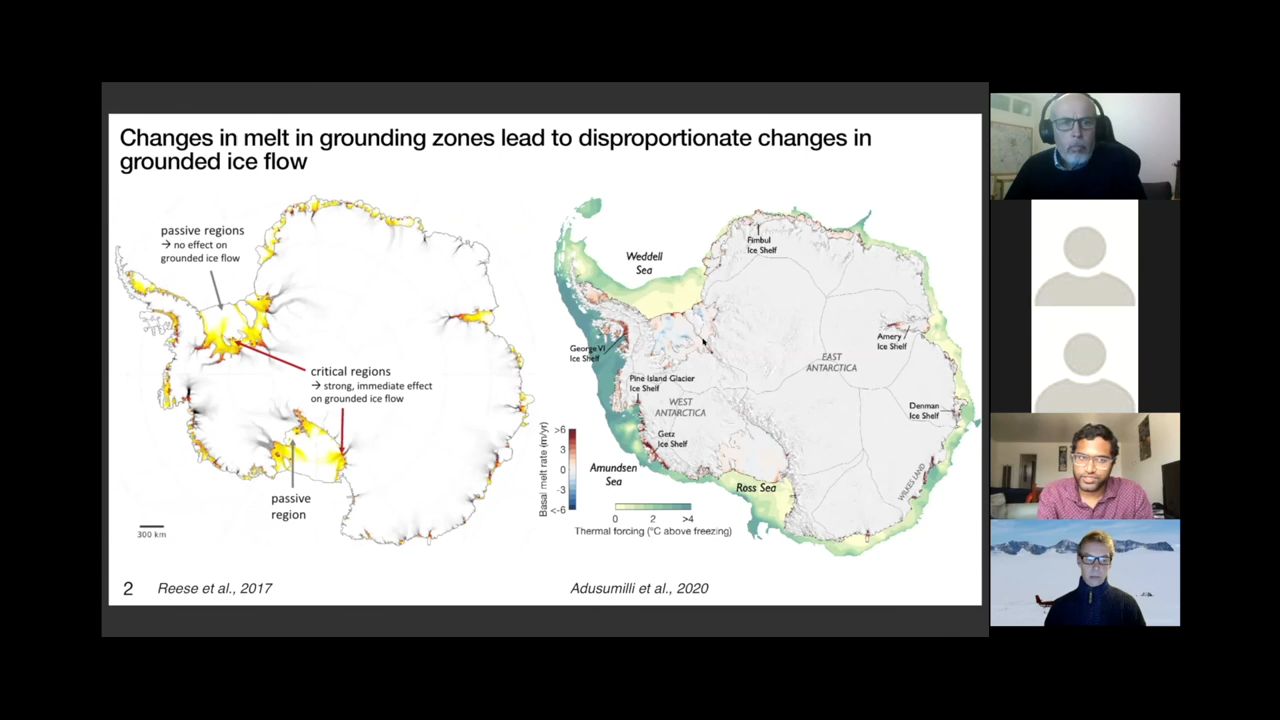 Changes in melt in grounding zones lead to disproportionate changes in
grounded ice flow
passive regions
→ no effect on
grounded ice flow
critical regions
→ strong, immediate effect
on grounded ice flow
passive
region
300 km
Weddell
Sea
Fimbul
Ice Shelf
George VI
Ice Shelf
Amery
Ice Shelf
EAST
ANTARCTICA
Pine Island Glacier
Ice Shelf
WEST
ANTARCTICA
Denman
Ice Shelf
Getz
Ice Shelf
WILKES LAND
Amundsen
Sea
Ross Sea
Basal melt rate (m/yr)
>6
3
0
-3
<-6
0 2 >4
Thermal forcing (°C above freezing)
2 Reese et al., 2017
Adusumilli et al., 2020